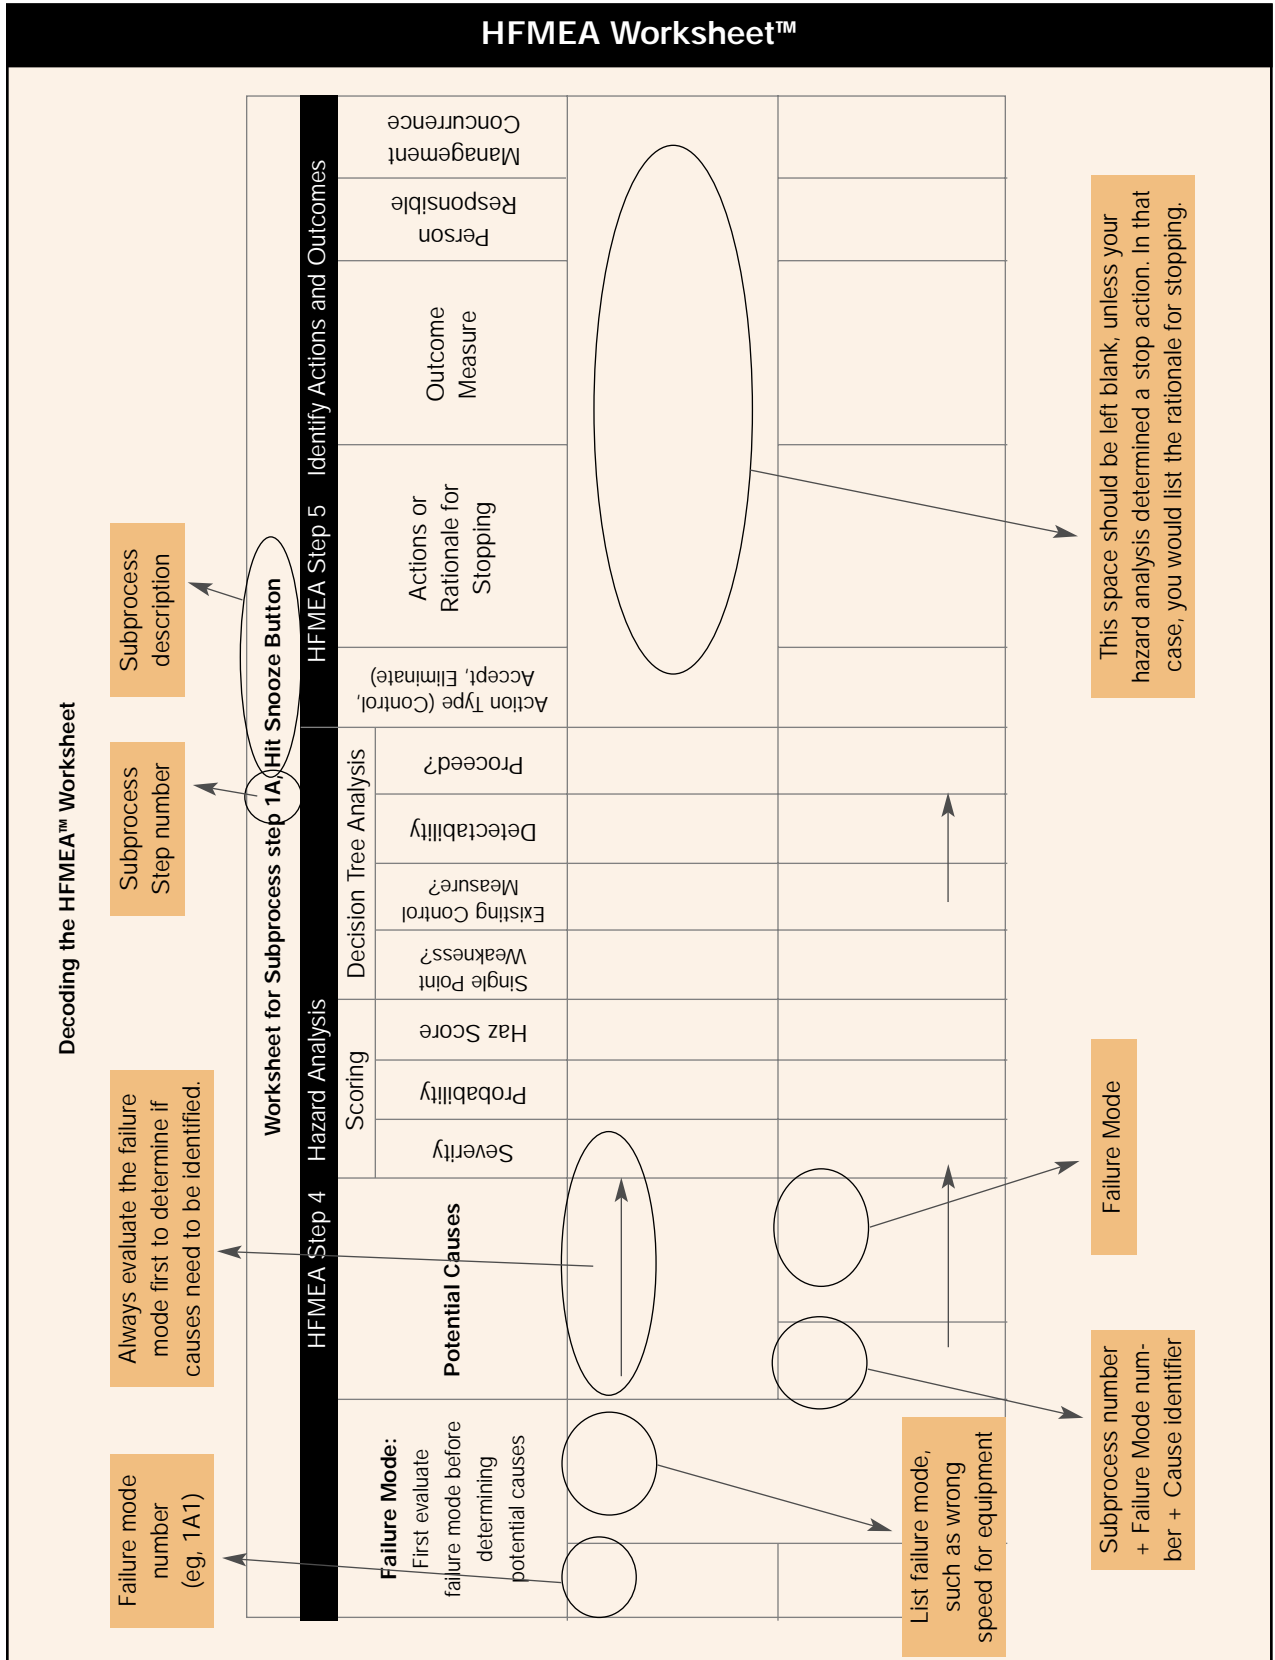 HFMEA Worksheet™
Decoding the HFMEA™ Worksheet
Failure mode
number
(eg, 1A1)
Always evaluate the failure
mode first to determine if
causes need to be identified.
Subprocess
Step number
Subprocess
description
Worksheet for Subprocess step 1A, Hit Snooze Button
HFMEA Step 4 Hazard Analysis
HFMEA Step 5 Identify Actions and Outcomes
Failure Mode:
First evaluate
failure mode before
determining
potential causes
Potential Causes
Scoring
Severity
Probability
Haz Score
Decision Tree Analysis
Single Point
Weakness?
Existing Control
Measure?
Detectability
Proceed?
Action Type (Control,
Accept, Eliminate)
Actions or
Rationale for
Stopping
Outcome
Measure
Person
Responsible
Management
Concurrence
List failure mode,
such as wrong
speed for equipment
Subprocess number
+ Failure Mode num-
ber + Cause identifier
Failure Mode
This space should be left blank, unless your
hazard analysis determined a stop action. In that
case, you would list the rationale for stopping.